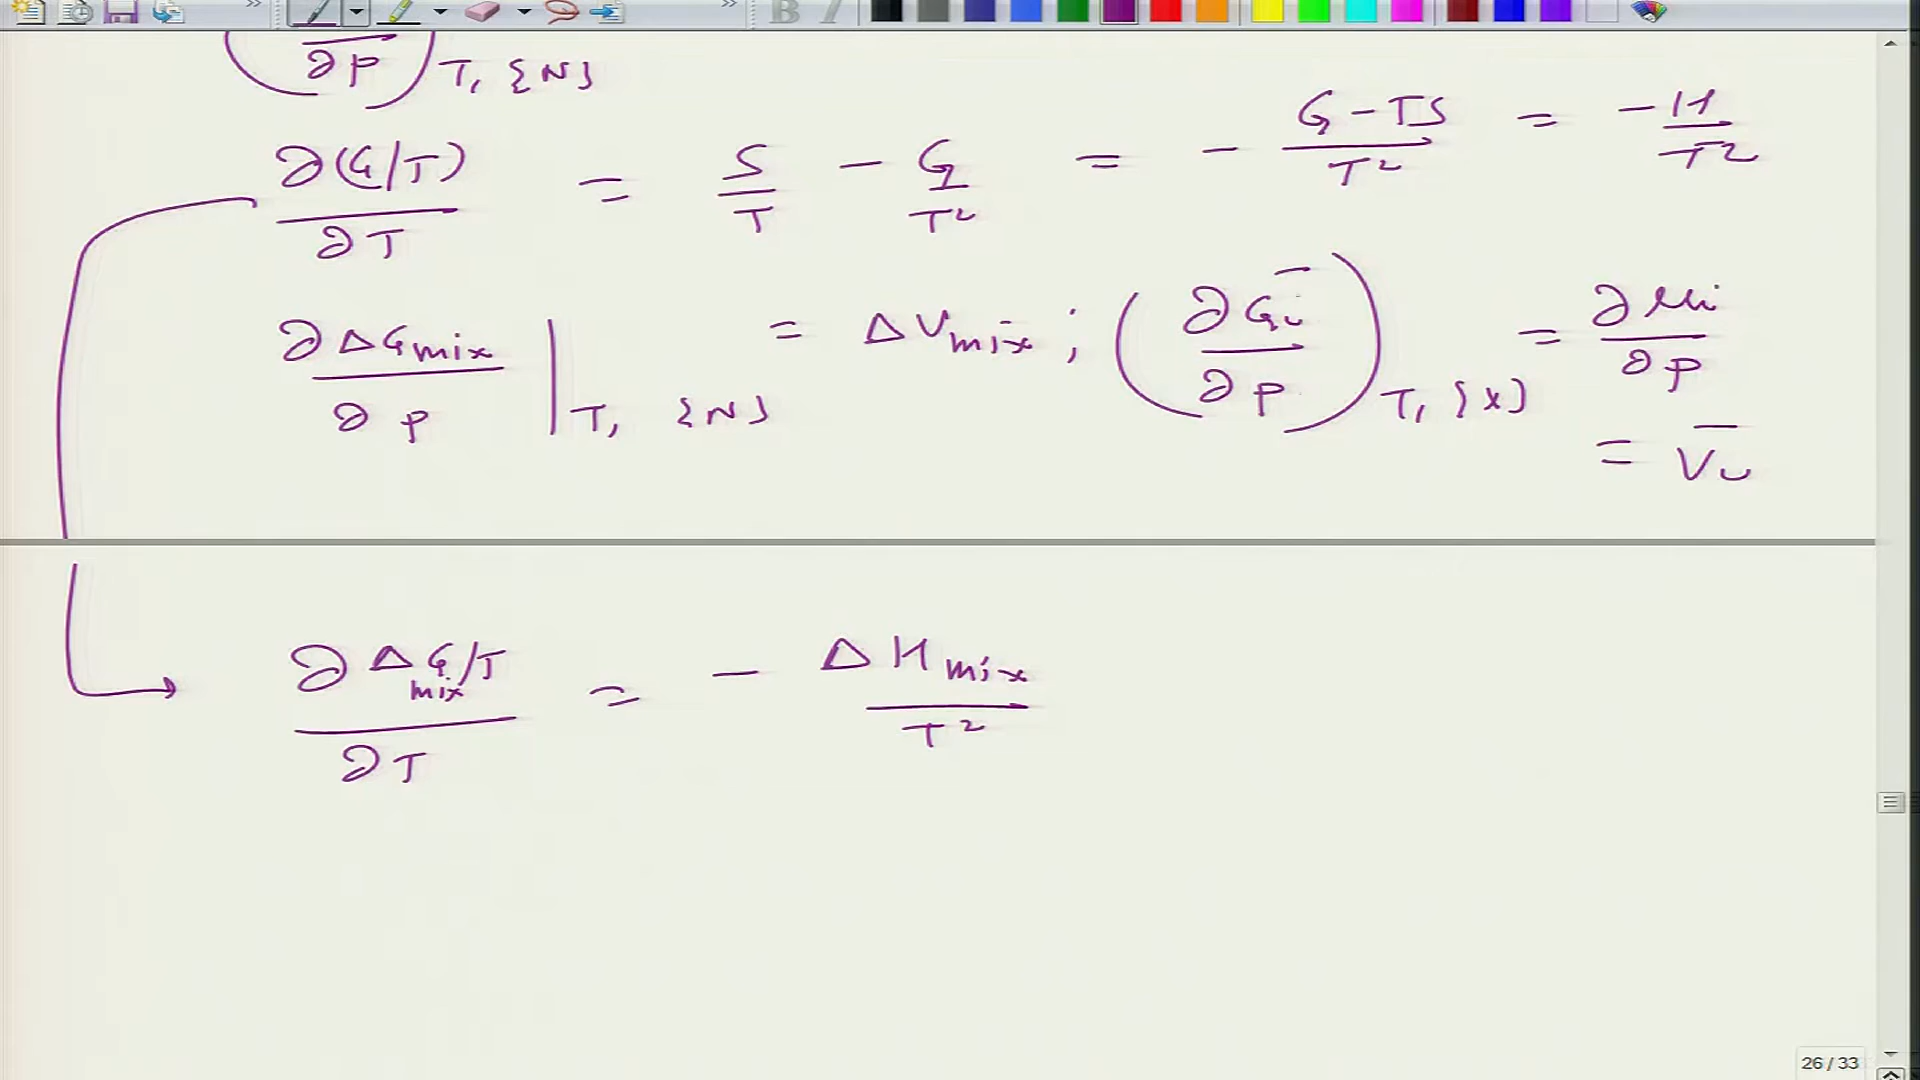 ∂P ) T, {N}
∂(G/T) / ∂T = S/T − G/T² = − (G − TS)/T² = −H/T²
∂ΔGmix / ∂P | T, {N} = ΔVmix ; (∂Ḡi / ∂P) T, {x} = ∂μi / ∂P
= V̄i
∂ΔGmix/T / ∂T = − ΔHmix / T²
26 / 33